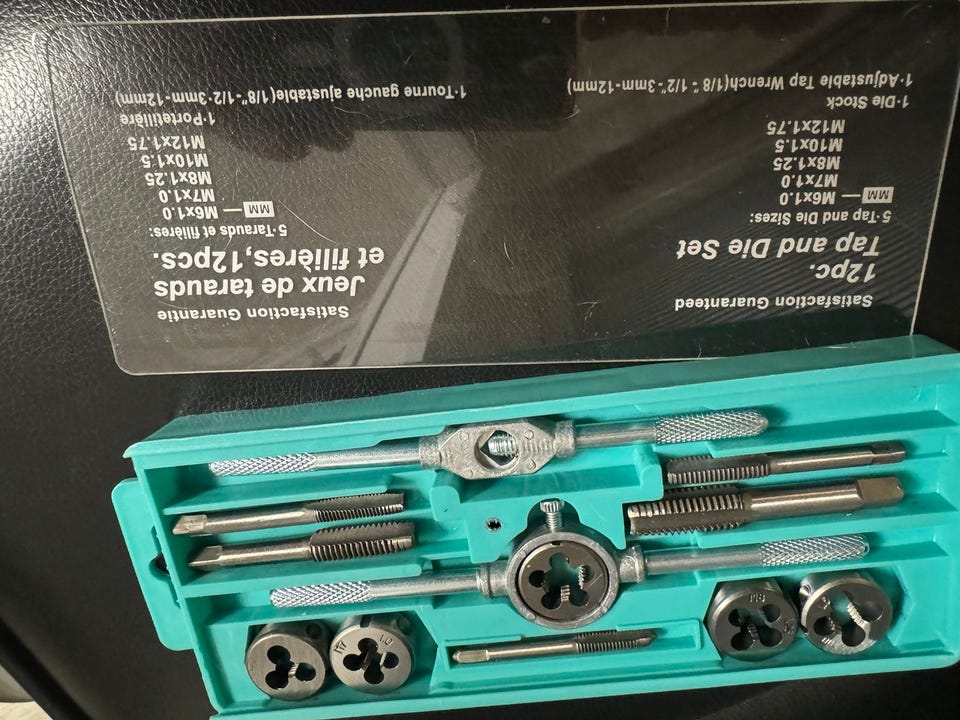 Satisfaction Guaranteed
12pc.
Tap and Die Set
5·Tap and Die Sizes:
MM — M6x1.0
M7x1.0
M8x1.25
M10x1.5
M12x1.75
1·Die Stock
1·Adjustable Tap Wrench(1/8"- 1/2"·3mm-12mm)
Satisfaction Guarantie
Jeux de tarauds
et filières,12pcs.
5·Tarauds et filières:
MM — M6x1.0
M7x1.0
M8x1.25
M10x1.5
M12x1.75
1·Portetilière
1·Tourne gauche ajustable(1/8"-1/2·3mm-12mm)
1.0